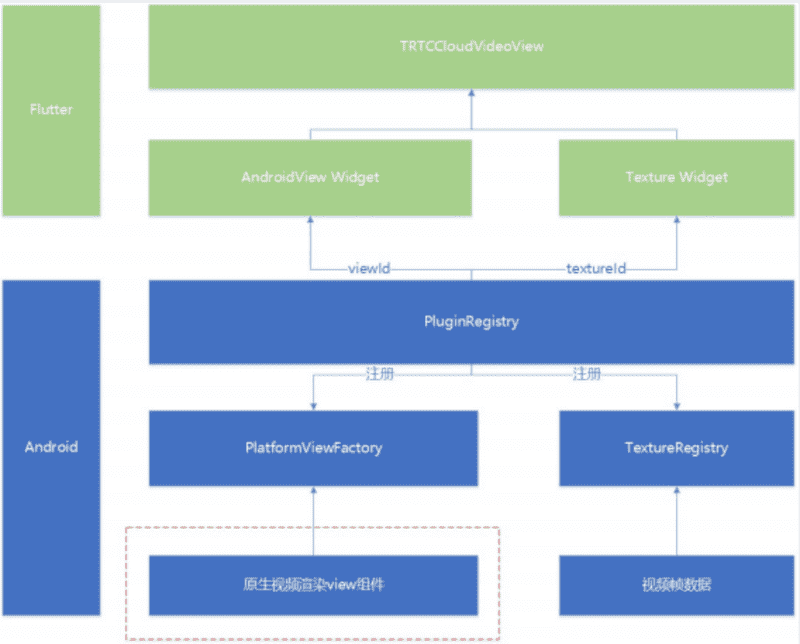 TRTCCloudVideoView
Flutter
AndroidView Widget
Texture Widget
viewId
textureId
PluginRegistry
注册
注册
Android
PlatformViewFactory
TextureRegistry
原生视频渲染view组件
视频帧数据